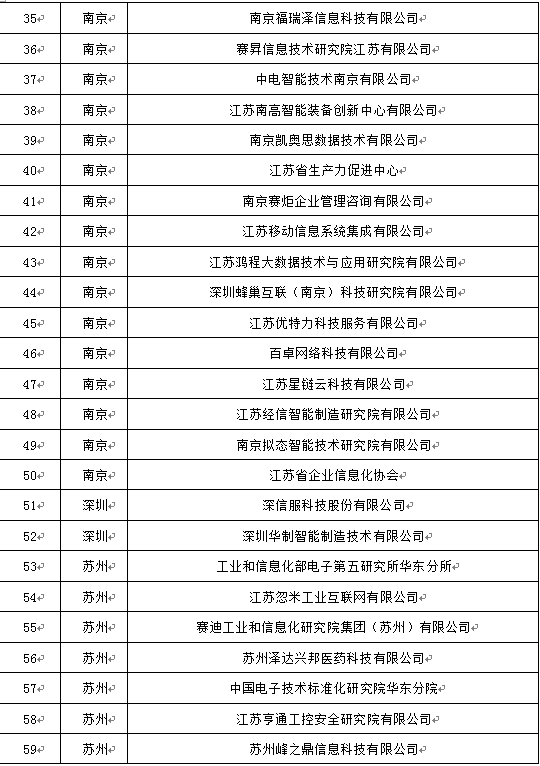 35 南京 南京福瑞泽信息科技有限公司
36 南京 赛昇信息技术研究院江苏有限公司
37 南京 中电智能技术南京有限公司
38 南京 江苏南高智能装备创新中心有限公司
39 南京 南京凯奥思数据技术有限公司
40 南京 江苏省生产力促进中心
41 南京 南京赛炬企业管理咨询有限公司
42 南京 江苏移动信息系统集成有限公司
43 南京 江苏鸿程大数据技术与应用研究院有限公司
44 南京 深圳蜂巢互联（南京）科技研究院有限公司
45 南京 江苏优特力科技服务有限公司
46 南京 百卓网络科技有限公司
47 南京 江苏星链云科技有限公司
48 南京 江苏经信智能制造研究院有限公司
49 南京 南京拟态智能技术研究院有限公司
50 南京 江苏省企业信息化协会
51 深圳 深信服科技股份有限公司
52 深圳 深圳华制智能制造技术有限公司
53 苏州 工业和信息化部电子第五研究所华东分所
54 苏州 江苏忽米工业互联网有限公司
55 苏州 赛迪工业和信息化研究院集团（苏州）有限公司
56 苏州 苏州泽达兴邦医药科技有限公司
57 苏州 中国电子技术标准化研究院华东分院
58 苏州 江苏亨通工控安全研究院有限公司
59 苏州 苏州峰之鼎信息科技有限公司